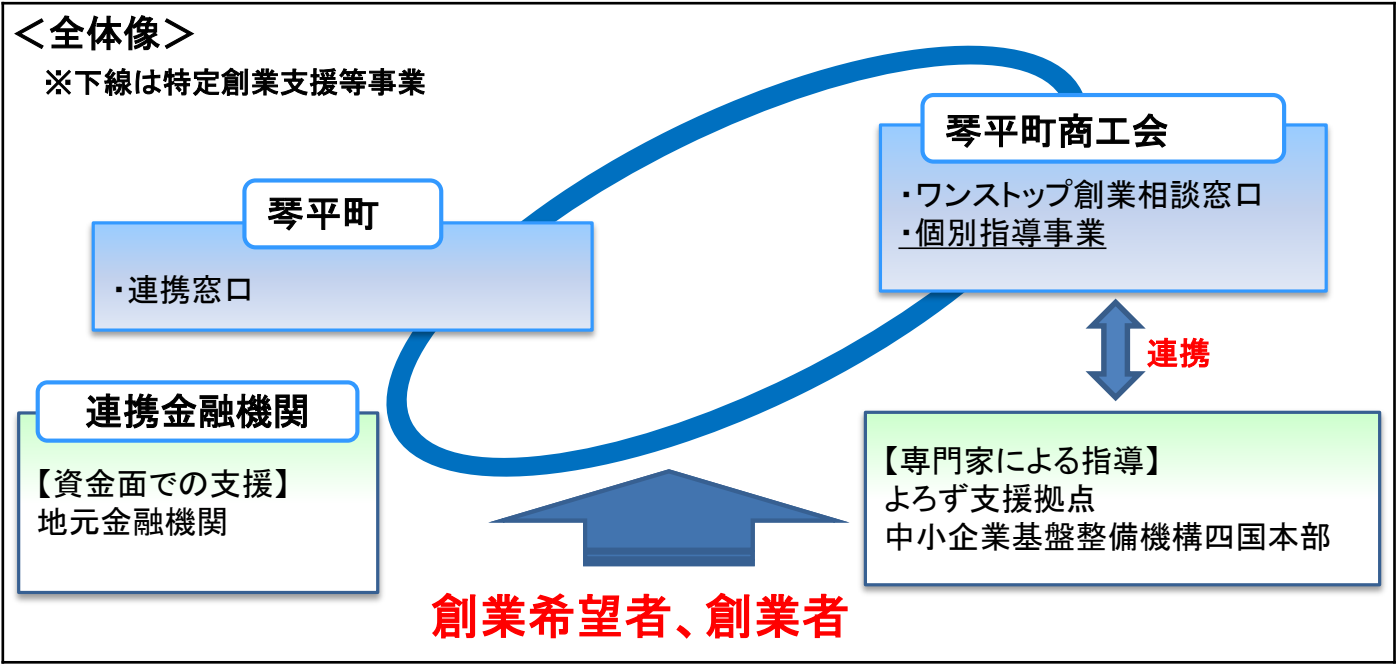 ＜全体像＞
※下線は特定創業支援等事業
琴平町商工会
・ワンストップ創業相談窓口
・個別指導事業
琴平町
・連携窓口
連携
連携金融機関
【資金面での支援】
地元金融機関
【専門家による指導】
よろず支援拠点
中小企業基盤整備機構四国本部
創業希望者、創業者